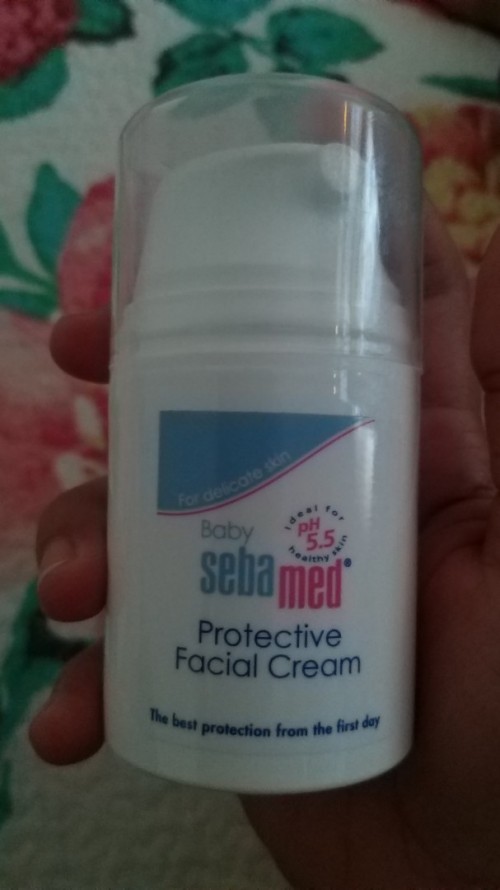 For delicate skin
Baby
ideal for
pH
5.5
healthy skin
sebamed
Protective
Facial Cream
The best protection from the first day